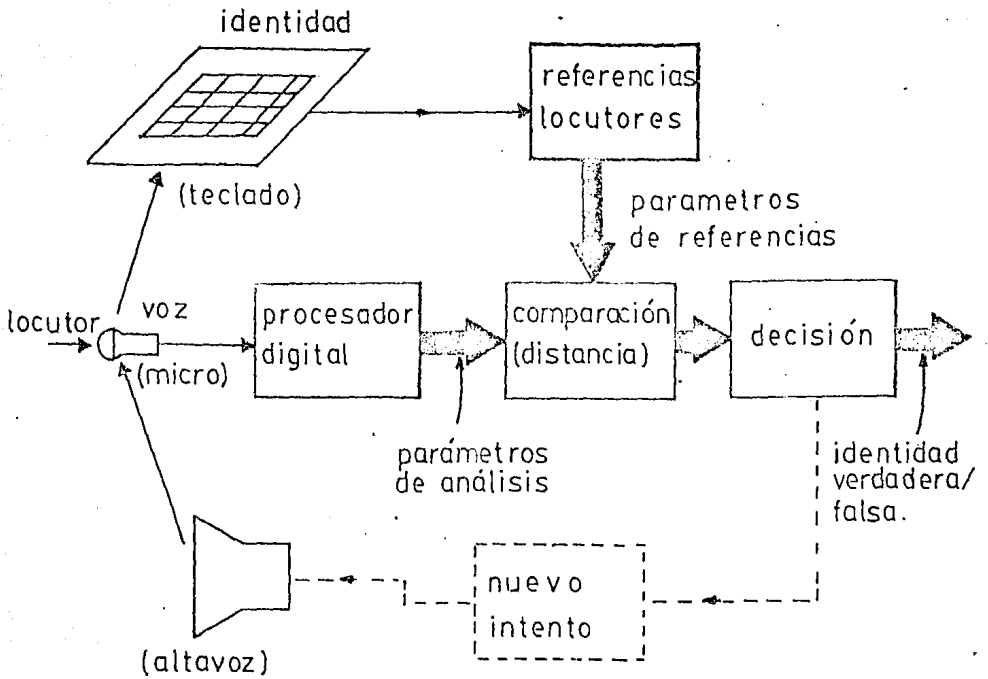 identidad
(teclado)
referencias
locutores
parametros
de referencias
locutor
voz
(micro)
procesador
digital
comparación
(distancia)
decisión
parámetros
de análisis
identidad
verdadera/
falsa.
nuevo
intento
(altavoz)